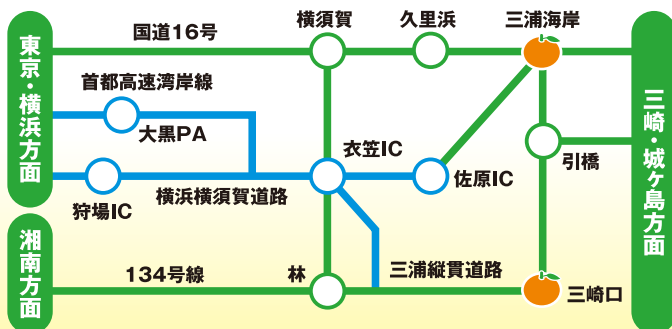 東京・横浜方面
国道16号
横須賀
久里浜
三浦海岸
首都高速湾岸線
大黒PA
衣笠IC
佐原IC
引橋
三崎・城ヶ島方面
狩場IC
横浜横須賀道路
湘南方面
134号線
林
三浦縦貫道路
三崎口